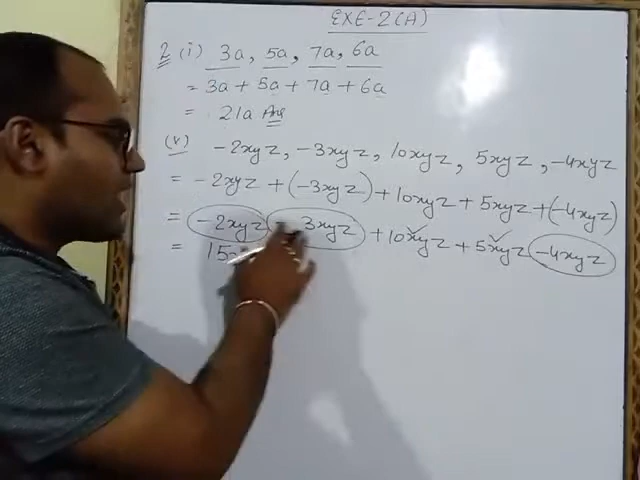 EXE-2(A)
2 (i) 3a, 5a, 7a, 6a
= 3a + 5a + 7a + 6a
= 21a Ans
(v) -2xyz, -3xyz, 10xyz, 5xyz, -4xyz
= -2xyz + (-3xyz) + 10xyz + 5xyz + (-4xyz)
= -2xyz - 3xyz + 10xyz + 5xyz -4xyz
= 15